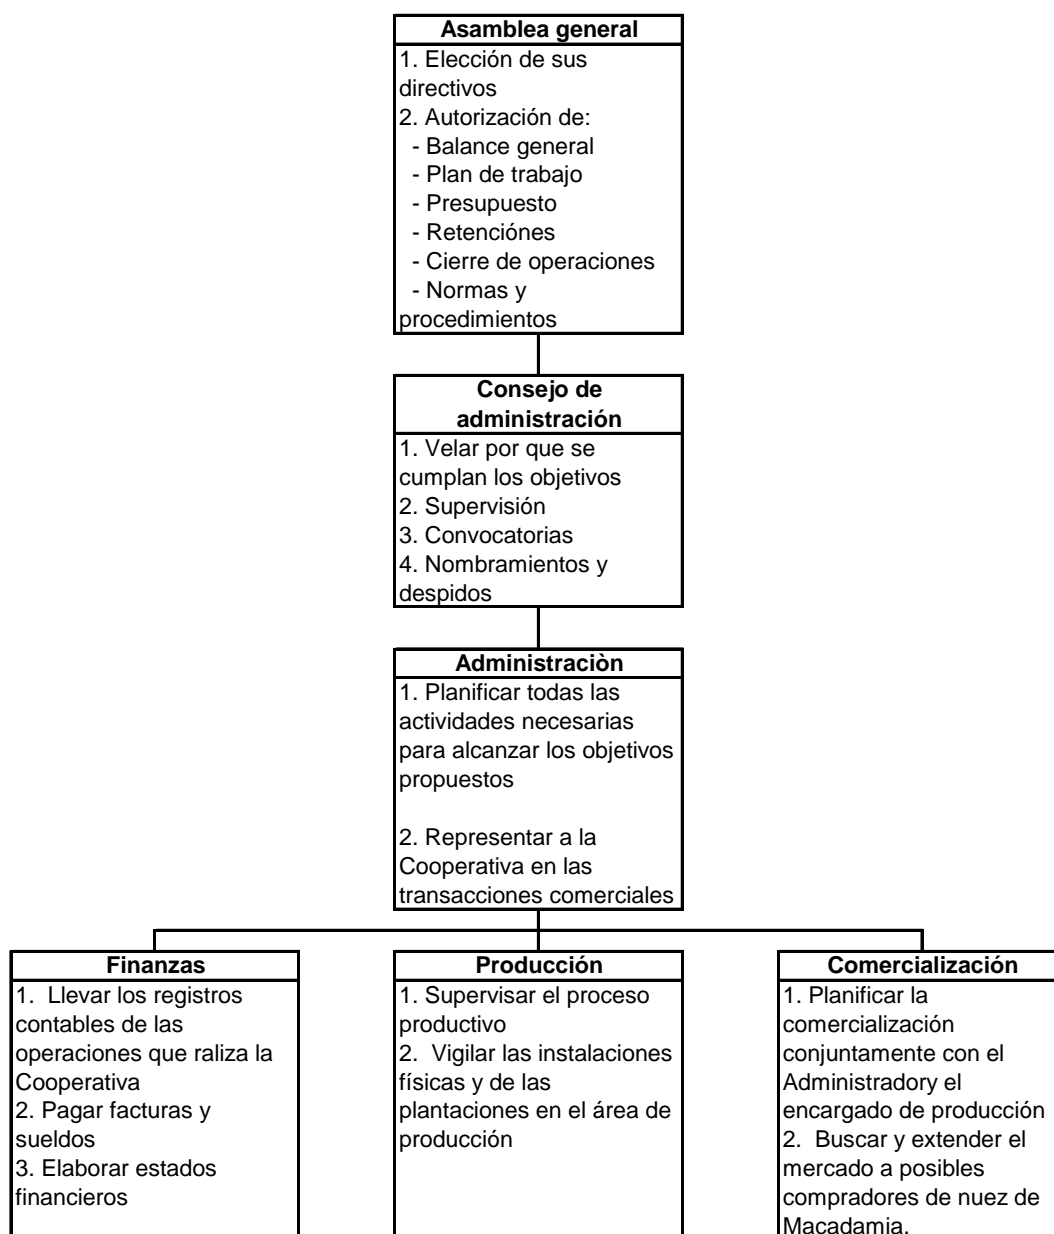 Asamblea general
1. Elección de sus
directivos
2. Autorización de:
- Balance general
- Plan de trabajo
- Presupuesto
- Retenciónes
- Cierre de operaciones
- Normas y
procedimientos
Consejo de
administración
1. Velar por que se
cumplan los objetivos
2. Supervisión
3. Convocatorias
4. Nombramientos y
despidos
Administraciòn
1. Planificar todas las
actividades necesarias
para alcanzar los objetivos
propuestos
2. Representar a la
Cooperativa en las
transacciones comerciales
Finanzas
1. Llevar los registros
contables de las
operaciones que raliza la
Cooperativa
2. Pagar facturas y
sueldos
3. Elaborar estados
financieros
Producción
1. Supervisar el proceso
productivo
2. Vigilar las instalaciones
físicas y de las
plantaciones en el área de
producción
Comercialización
1. Planificar la
comercialización
conjuntamente con el
Administradory el
encargado de producción
2. Buscar y extender el
mercado a posibles
compradores de nuez de
Macadamia.